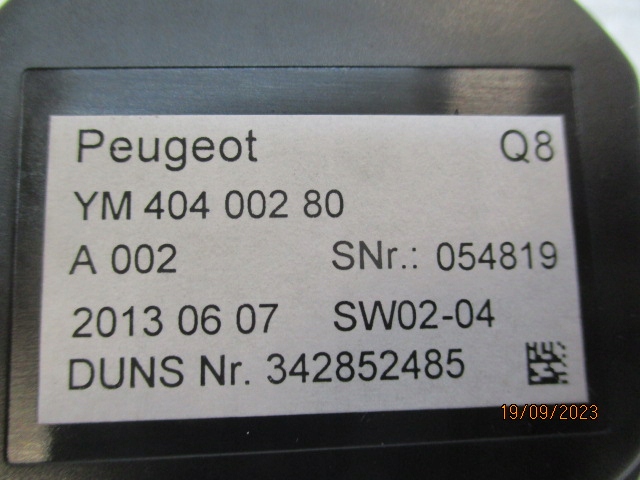 Peugeot Q8
YM 404 002 80
A 002 SNr.: 054819
2013 06 07 SW02-04
DUNS Nr. 342852485
19/09/2023